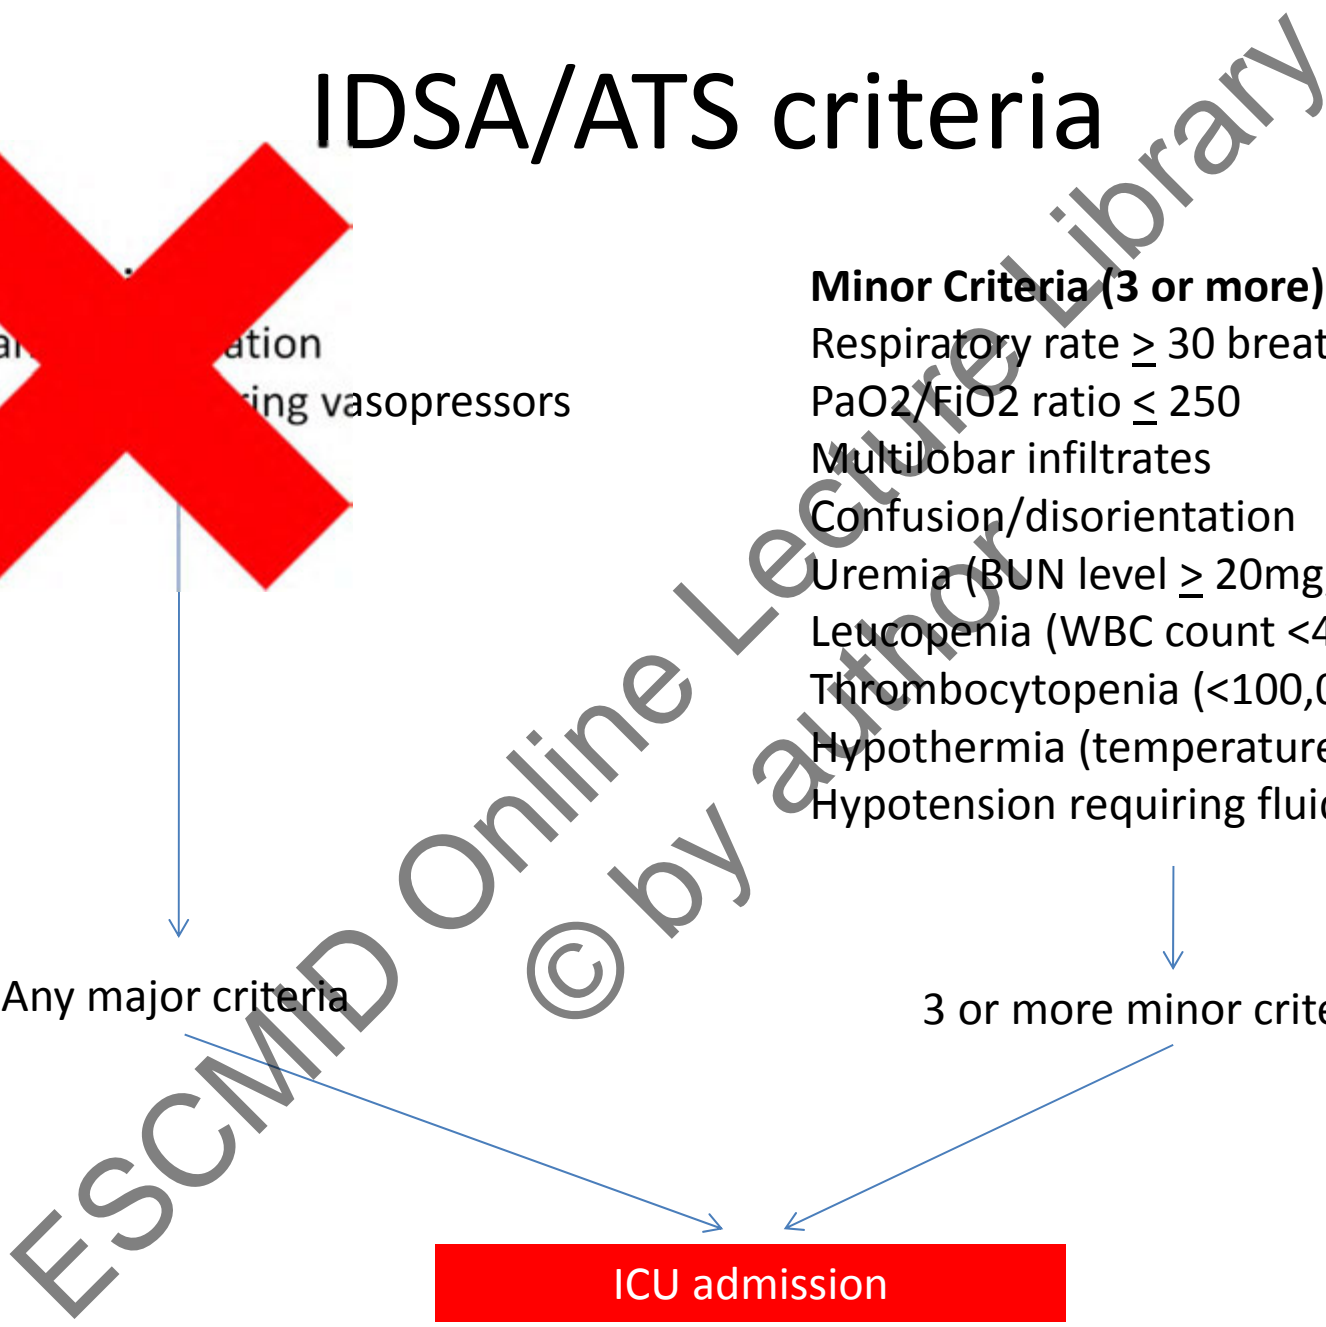 IDSA/ATS criteria
ation
ring vasopressors
Any major criteria
Minor Criteria (3 or more)
Respiratory rate ≥ 30 breat
PaO2/FiO2 ratio ≤ 250
Multilobar infiltrates
Confusion/disorientation
Uremia (BUN level ≥ 20mg
Leucopenia (WBC count <4
Thrombocytopenia (<100,0
Hypothermia (temperature
Hypotension requiring fluid
3 or more minor crite
ICU admission
ESCMID Online Lecture Library
© by author